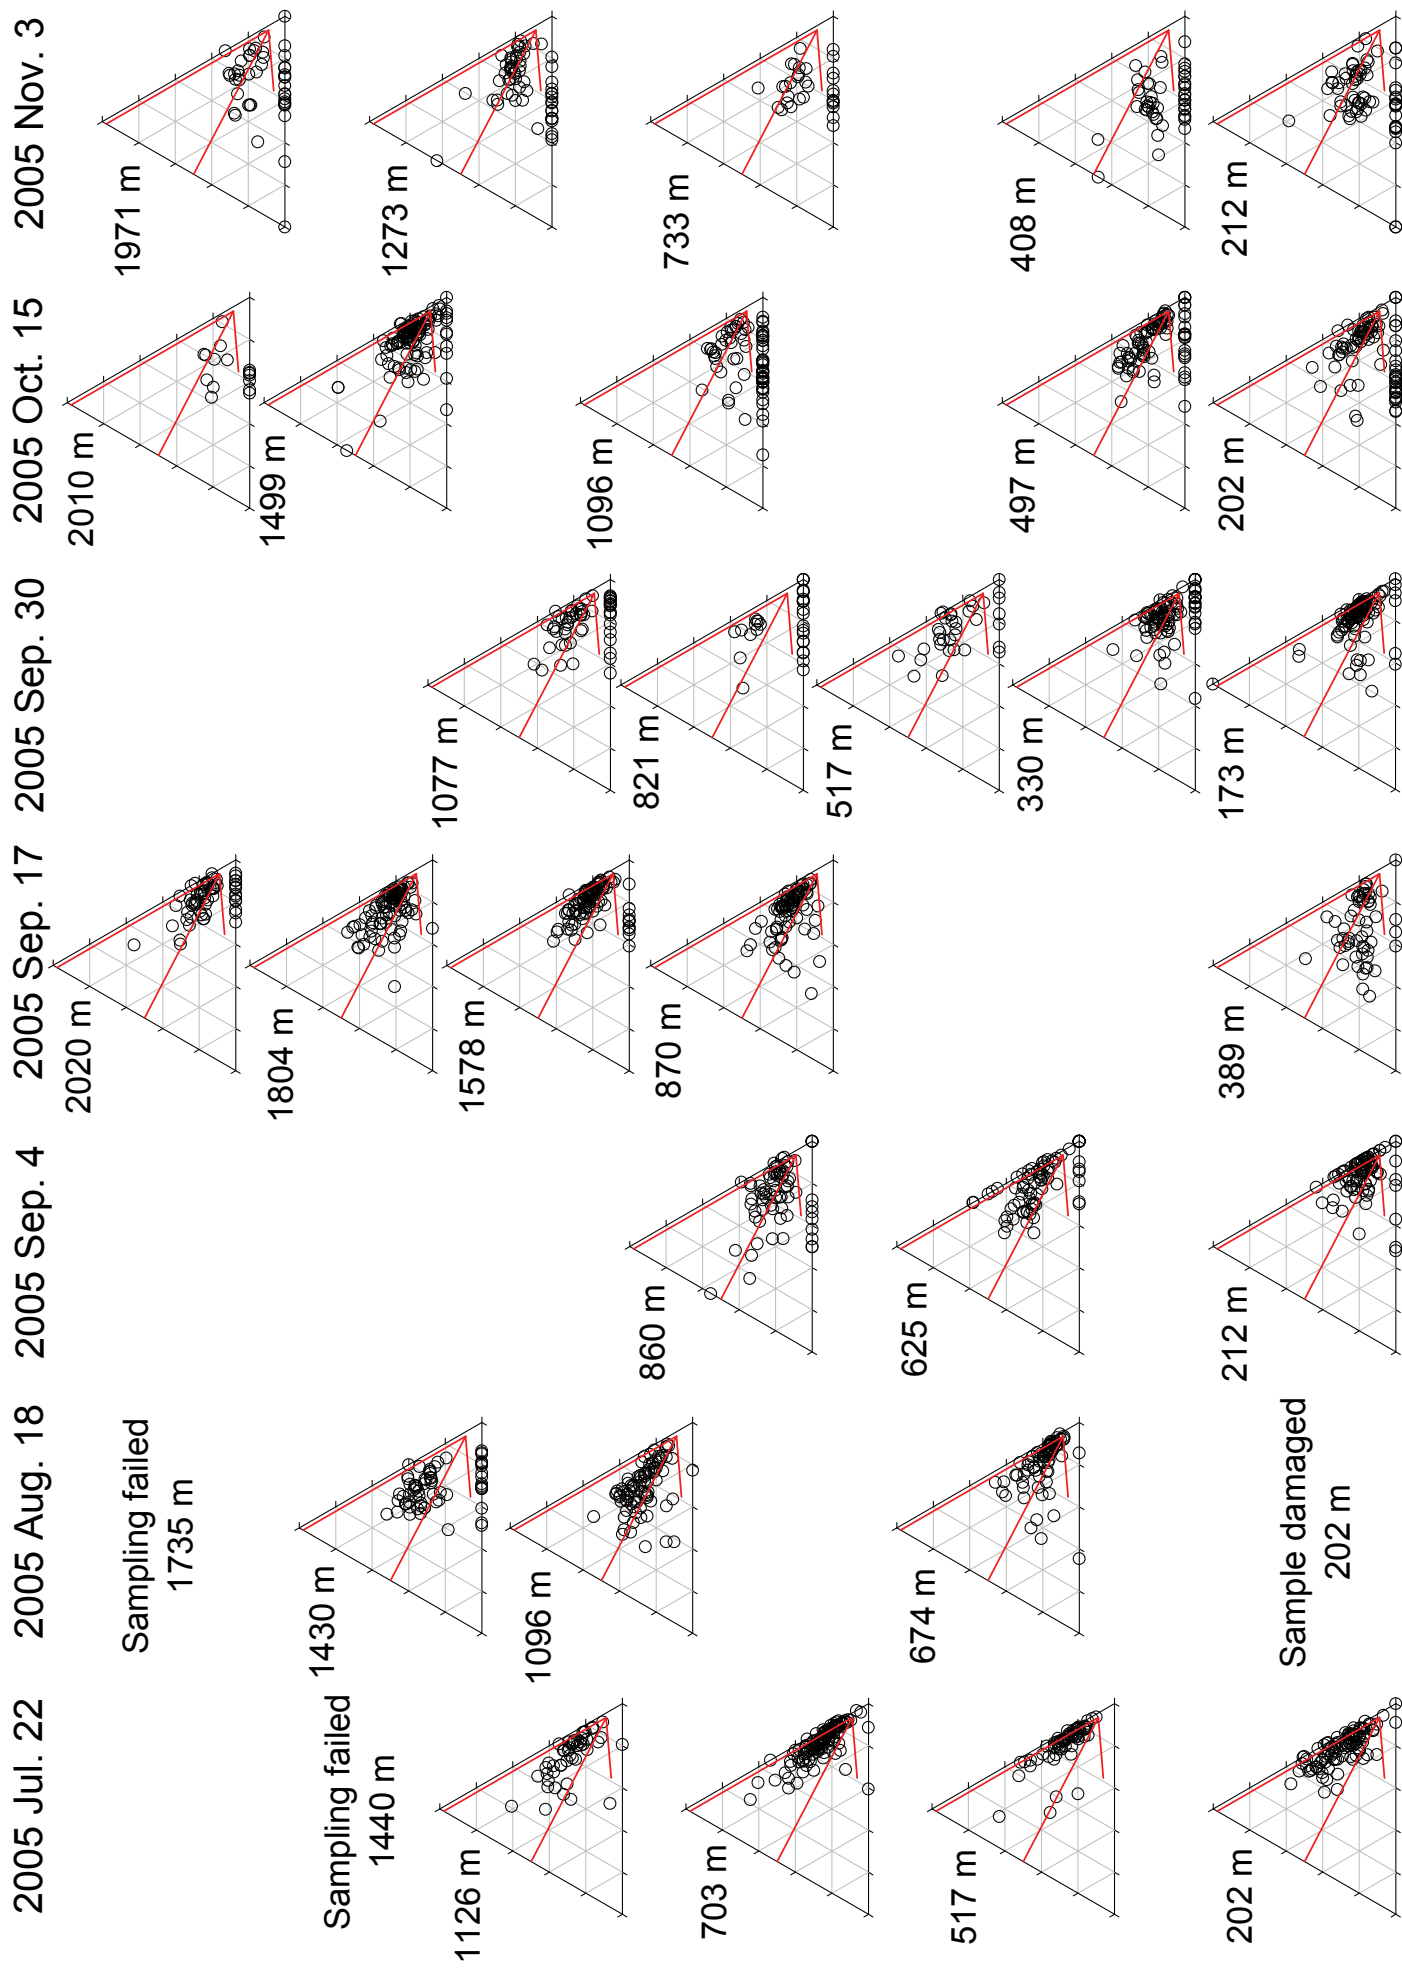 2005 Jul. 22
Sampling failed
1440 m
1126 m
703 m
517 m
202 m
2005 Aug. 18
Sampling failed
1735 m
1430 m
1096 m
674 m
Sample damaged
202 m
2005 Sep. 4
860 m
625 m
212 m
2005 Sep. 17
2020 m
1804 m
1578 m
870 m
389 m
2005 Sep. 30
1077 m
821 m
517 m
330 m
173 m
2005 Oct. 15
2010 m
1499 m
1096 m
497 m
202 m
2005 Nov. 3
1971 m
1273 m
733 m
408 m
212 m